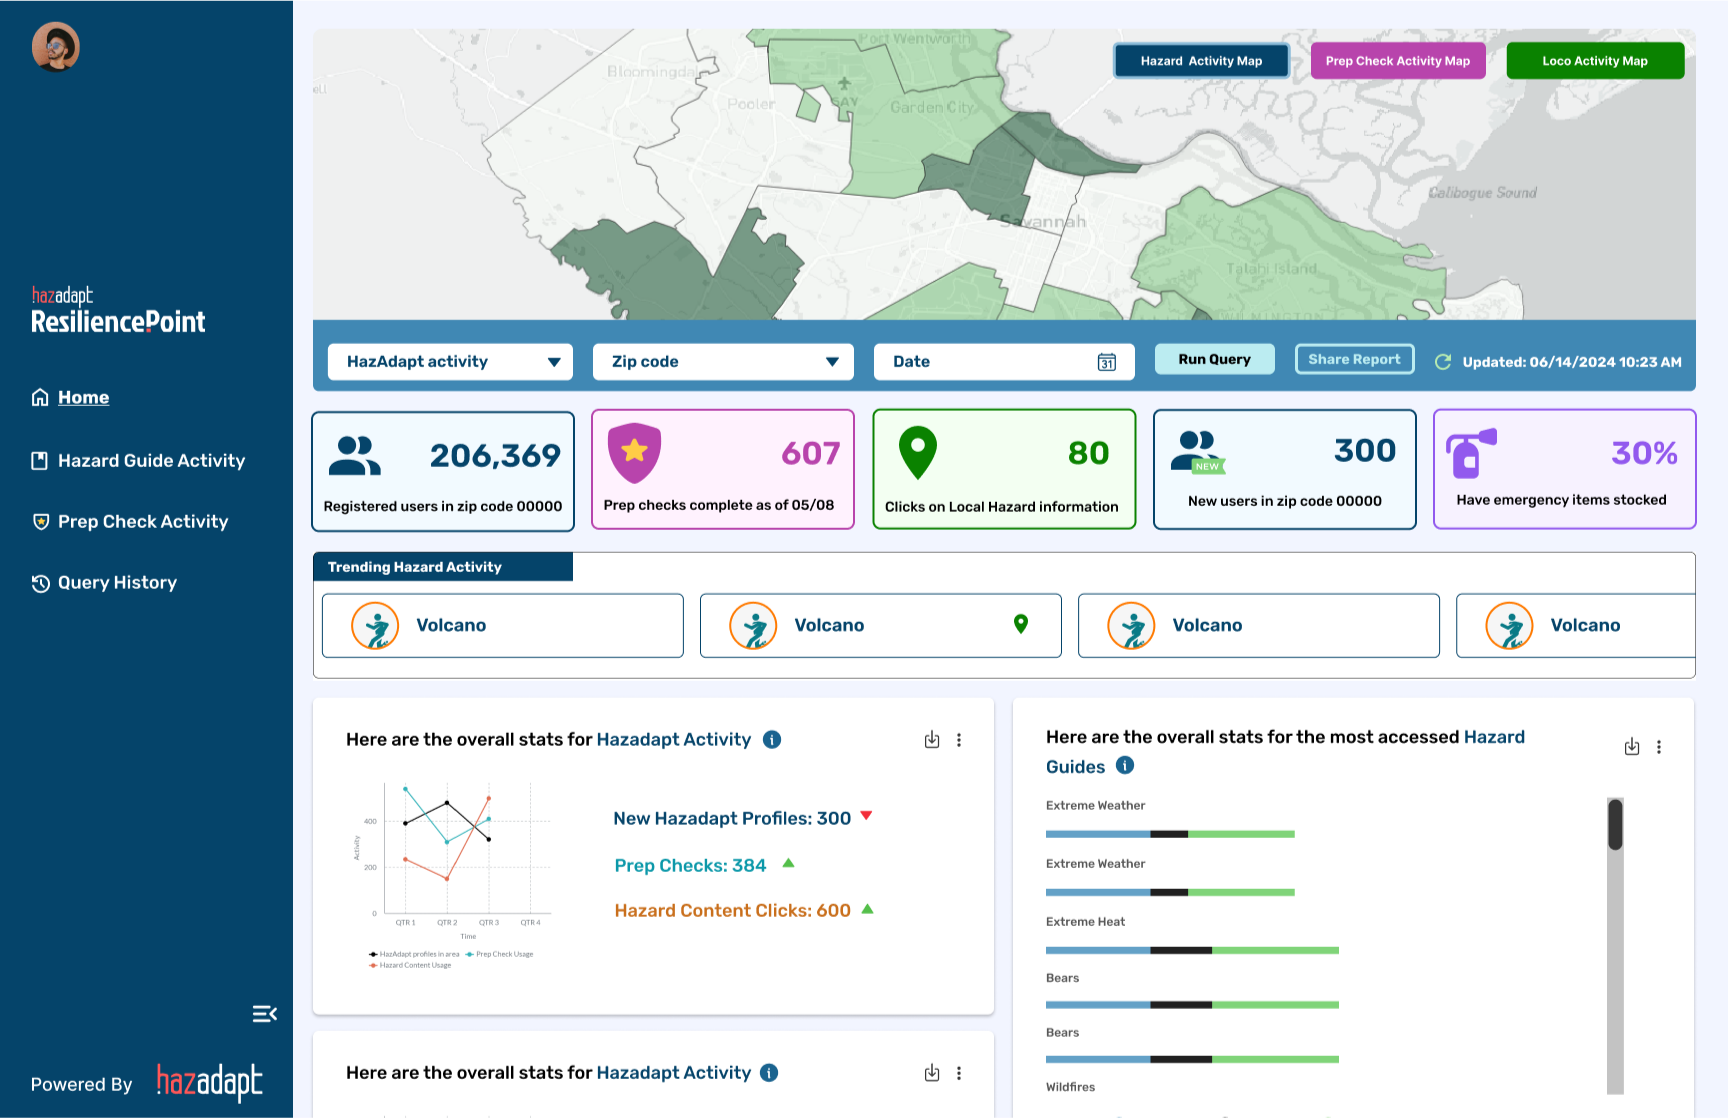 hazadapt
ResiliencePoint
Home
Hazard Guide Activity
Prep Check Activity
Query History
Powered By hazadapt
Port Wentworth
Bloomingdal
Pooler
SAV
Garden City
Savannah
Calibogue Sound
Talahi Island
WILMINGTON
Hazard Activity Map
Prep Check Activity Map
Loco Activity Map
HazAdapt activity
Zip code
Date
31
Run Query
Share Report
Updated: 06/14/2024 10:23 AM
206,369
Registered users in zip code 00000
607
Prep checks complete as of 05/08
80
Clicks on Local Hazard information
NEW
300
New users in zip code 00000
30%
Have emergency items stocked
Trending Hazard Activity
Volcano
Volcano
Volcano
Volcano
Here are the overall stats for Hazadapt Activity
400
200
0
Activity
QTR 1
QTR 2
QTR 3
QTR 4
Time
HazAdapt profiles in area
Prep Check Usage
Hazard Content Usage
New Hazadapt Profiles: 300
Prep Checks: 384
Hazard Content Clicks: 600
Here are the overall stats for the most accessed Hazard
Guides
Extreme Weather
Extreme Weather
Extreme Heat
Bears
Bears
Wildfires
Here are the overall stats for Hazadapt Activity